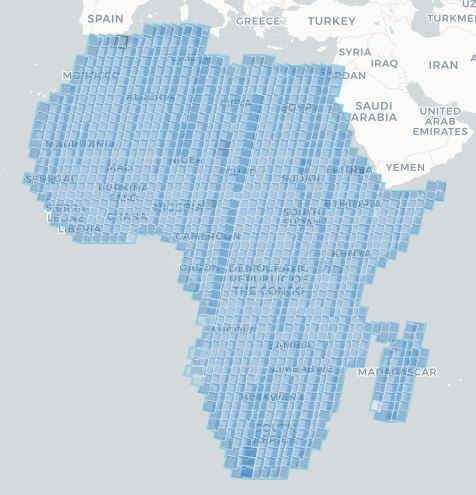 SPAIN
GREECE
TURKEY
TURKMEN
SYRIA
IRAQ
IRAN
MOROCCO
JORDAN
ALGERIA
LIBYA
EGYPT
SAUDI
ARABIA
UNITED
ARAB
EMIRATES
MAURITANIA
MALI
NIGER
CHAD
SUDAN
ERITREA
YEMEN
SENEGAL
BURKINA
FASO
SIERRA
LEONE
LIBERIA
GHANA
NIGERIA
SOUTH
SUDAN
ETHIOPIA
CAMEROON
KENYA
GABON
DEMOCRATIC
REPUBLIC OF
THE CONGO
ANGOLA
ZAMBIA
ZIMBABWE
MADAGASCAR
BOTSWANA
SOUTH
AFRICA